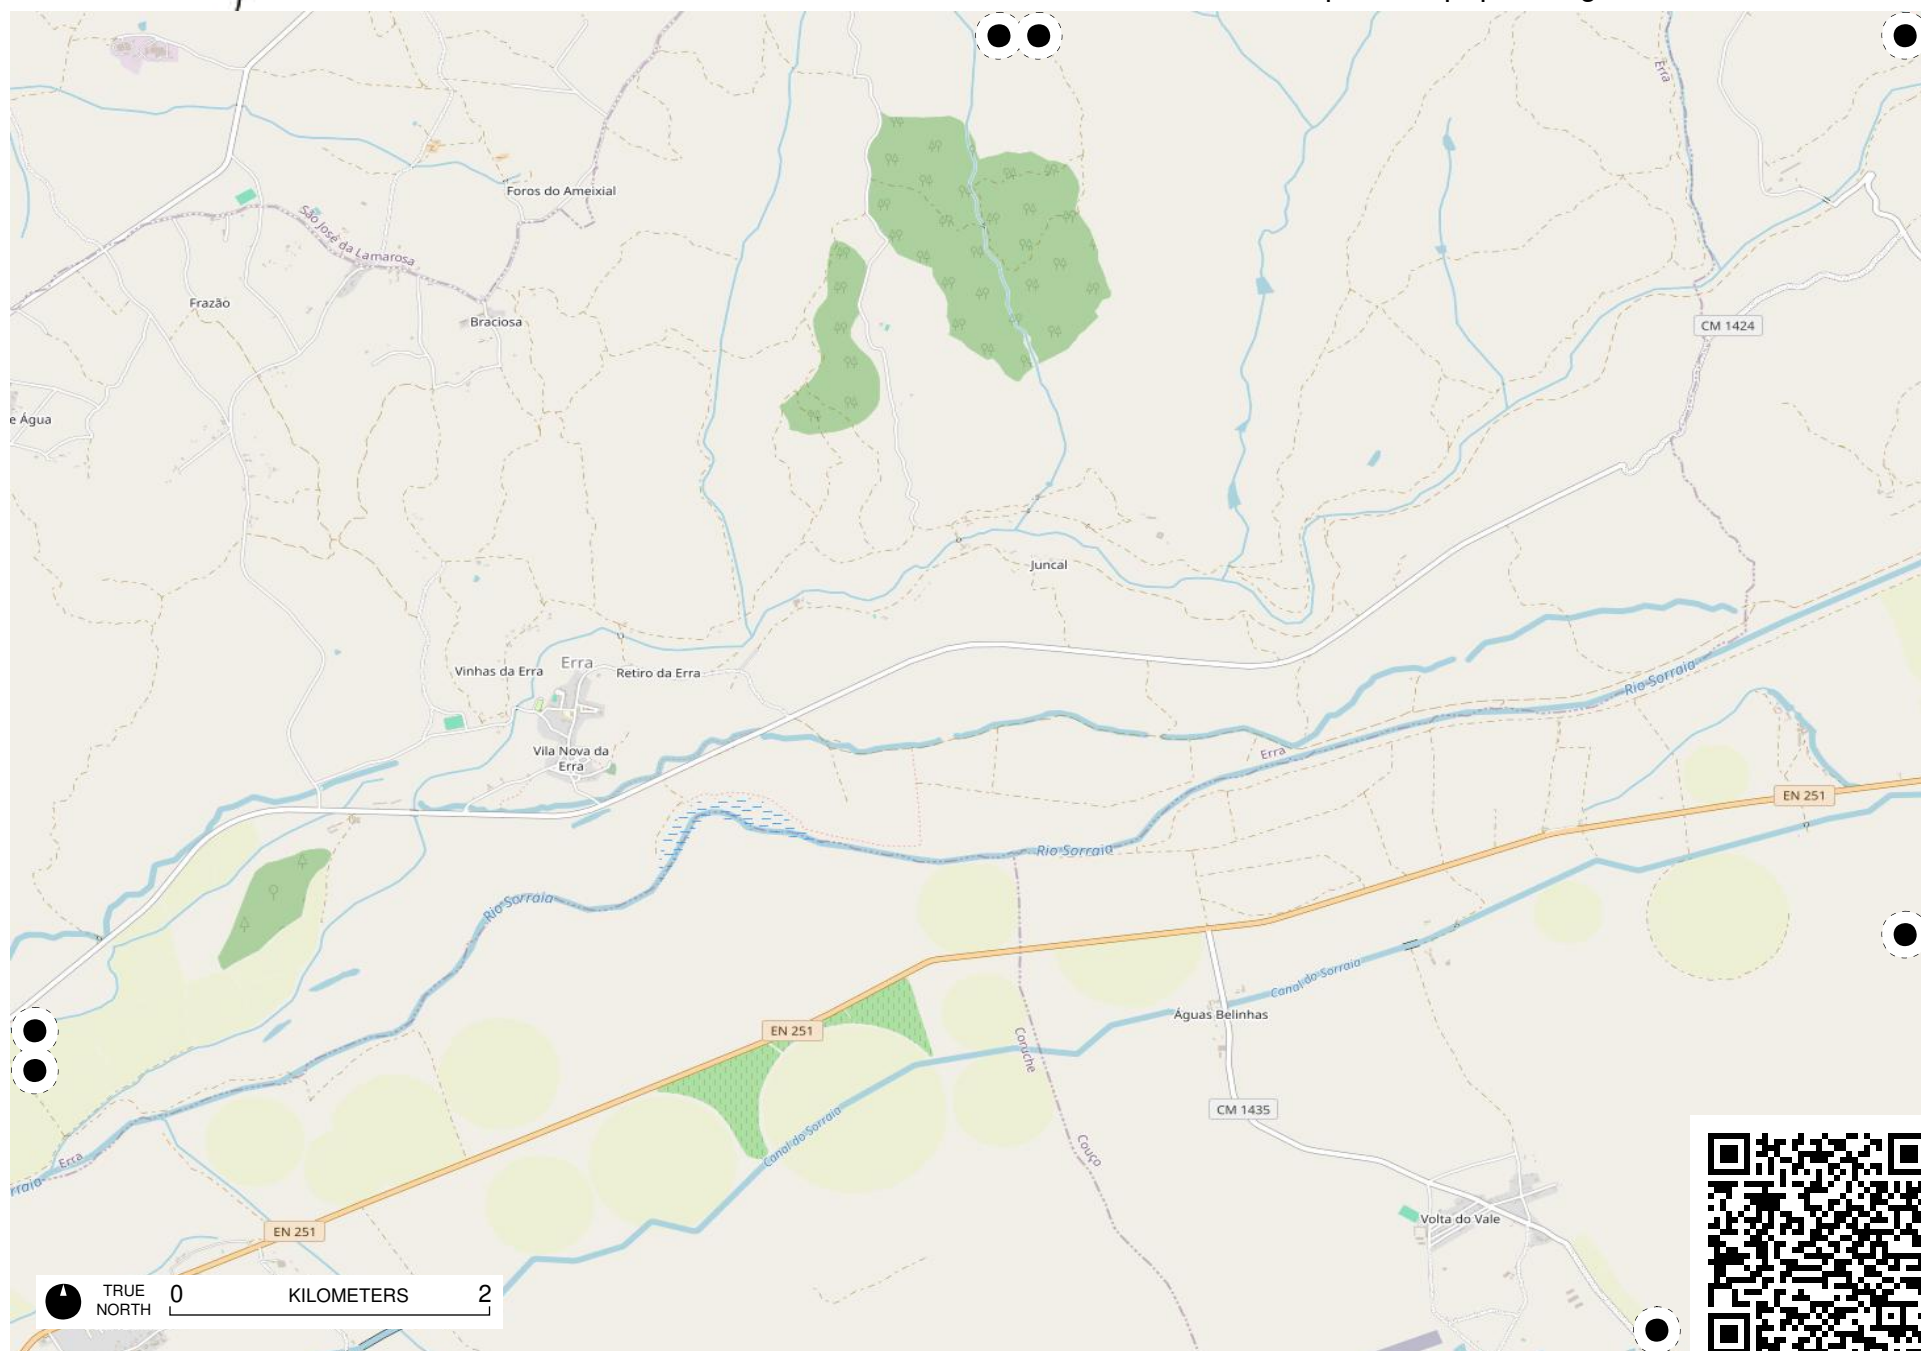 Erra
Foros do Ameixial
São José da Lamarosa
Frazão
Braciosa
CM 1424
e Água
Juncal
Erra
Vinhas da Erra
Retiro da Erra
Rio Sorraia
Vila Nova da
Erra
Erra
EN 251
Rio Sorraia
Rio Sorraia
Canal do Sorraia
Águas Belinhas
EN 251
Coruche
CM 1435
Canal do Sorraia
Couço
Erra
rraia
Volta do Vale
EN 251
TRUE
NORTH
0 KILOMETERS 2